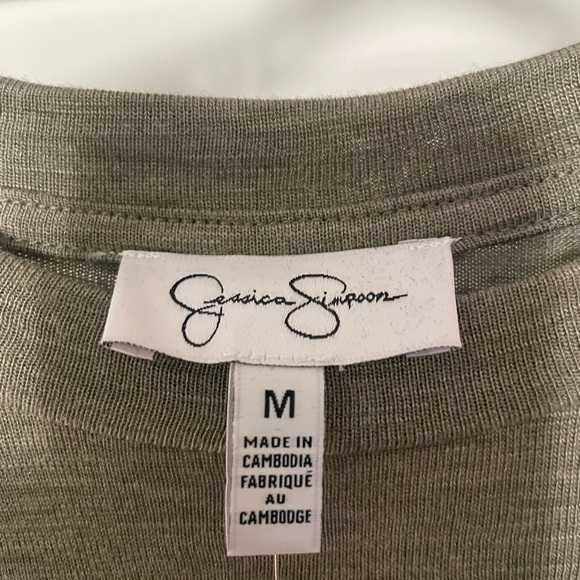 Jessica Simpson
M
MADE IN
CAMBODIA
FABRIQUÉ
AU
CAMBODGE